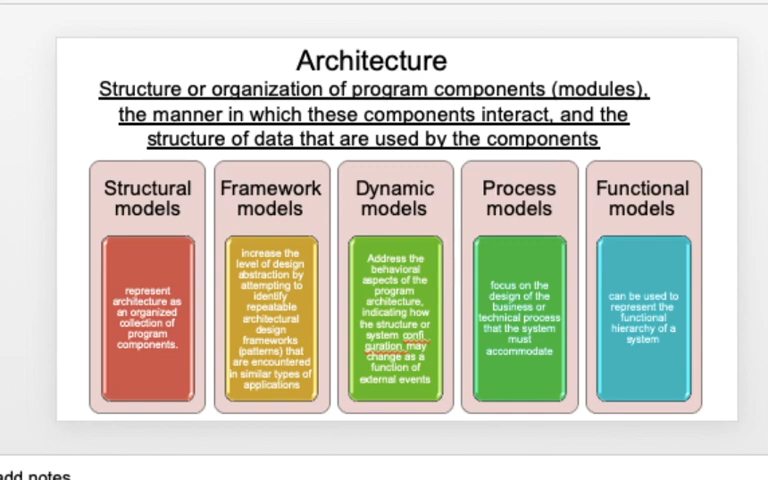 Architecture
Structure or organization of program components (modules),
the manner in which these components interact, and the
structure of data that are used by the components
Structural
models
represent
architecture as
an organized
collection of
program
components.
Framework
models
increase the
level of design
abstraction by
attempting to
identify
repeatable
architectural
design
frameworks
(patterns) that
are encountered
in similar types of
applications
Dynamic
models
Address the
behavioral
aspects of the
program
architecture,
indicating how
the structure or
system confi
guration may
change as a
function of
external events
Process
models
focus on the
design of the
business or
technical process
that the system
must
accommodate
Functional
models
can be used to
represent the
functional
hierarchy of a
system
add notes